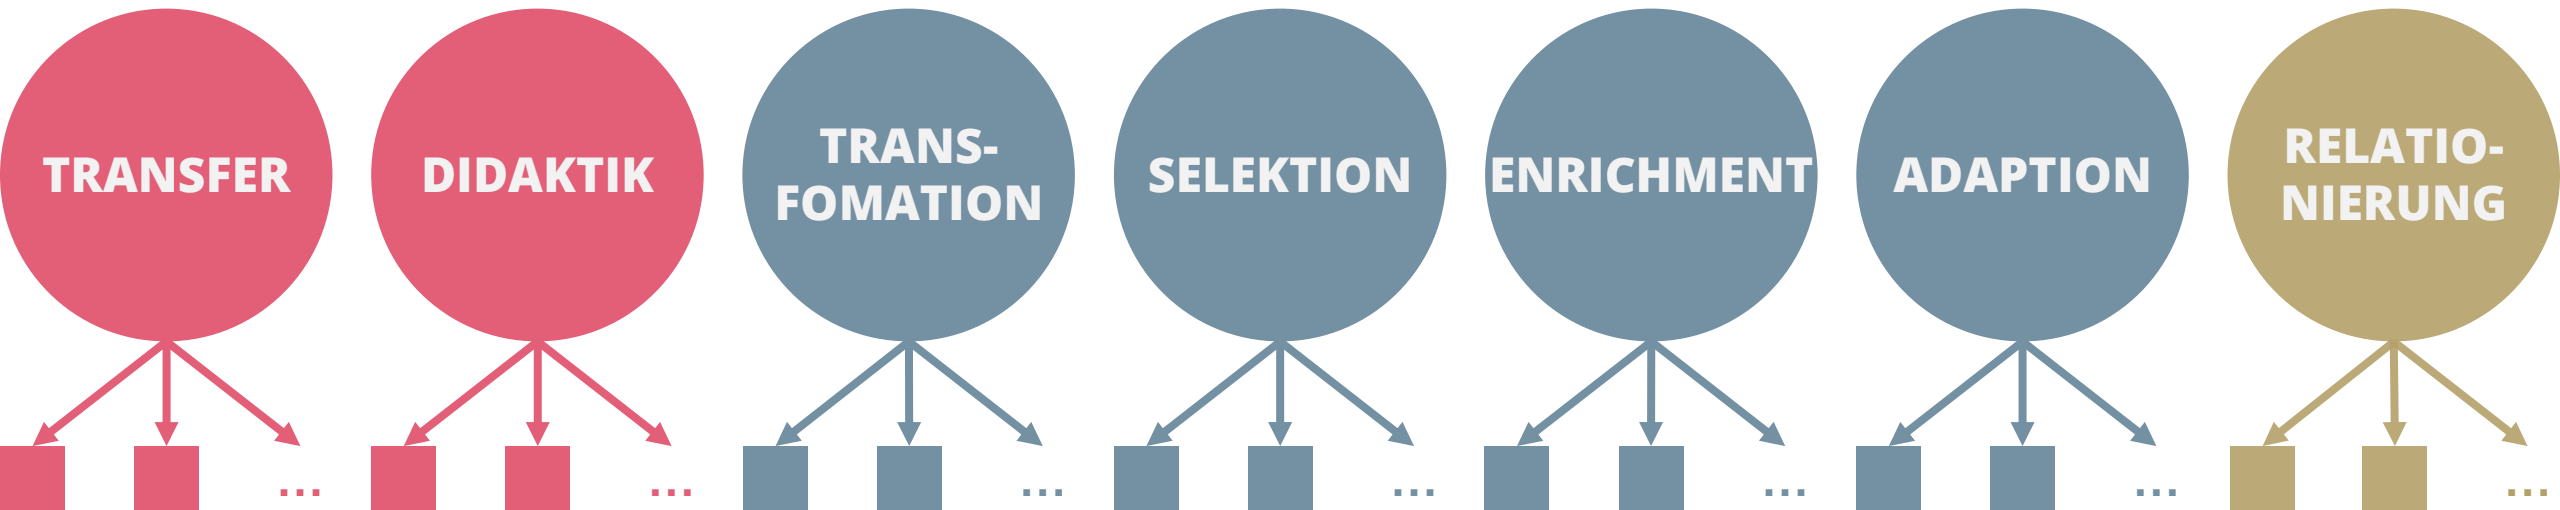 TRANSFER
DIDAKTIK
TRANS-
FOMATION
SELEKTION
ENRICHMENT
ADAPTION
RELATIO-
NIERUNG
... ... ... ... ... ... ...